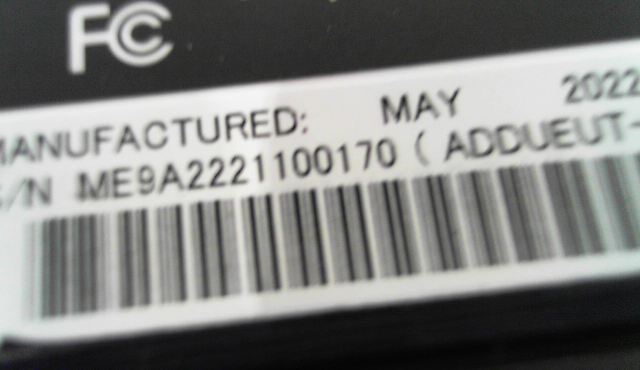 FC
MANUFACTURED: MAY 2022
S/N ME9A2221100170 ( ADDUEUT-